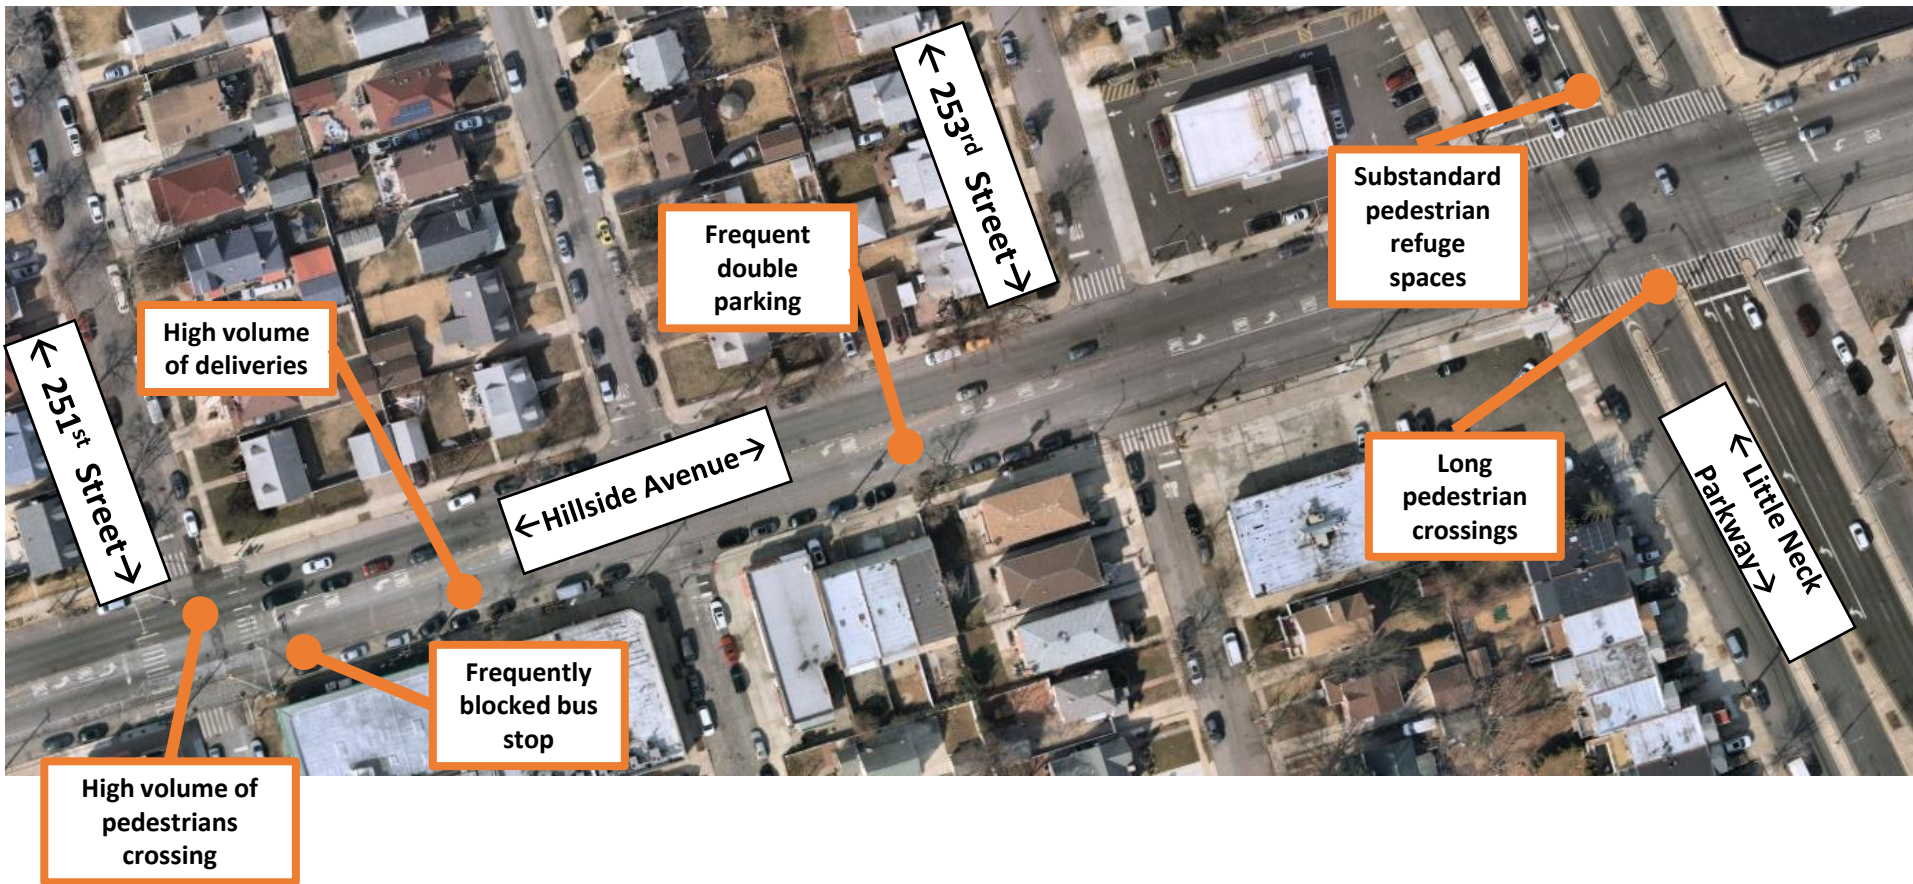 ← 253rd Street→
Substandard
pedestrian
refuge
spaces
Frequent
double
parking
High volume
of deliveries
← 251st Street→
←Hillside Avenue→
Long
pedestrian
crossings
← Little Neck
Parkway→
Frequently
blocked bus
stop
High volume of
pedestrians
crossing